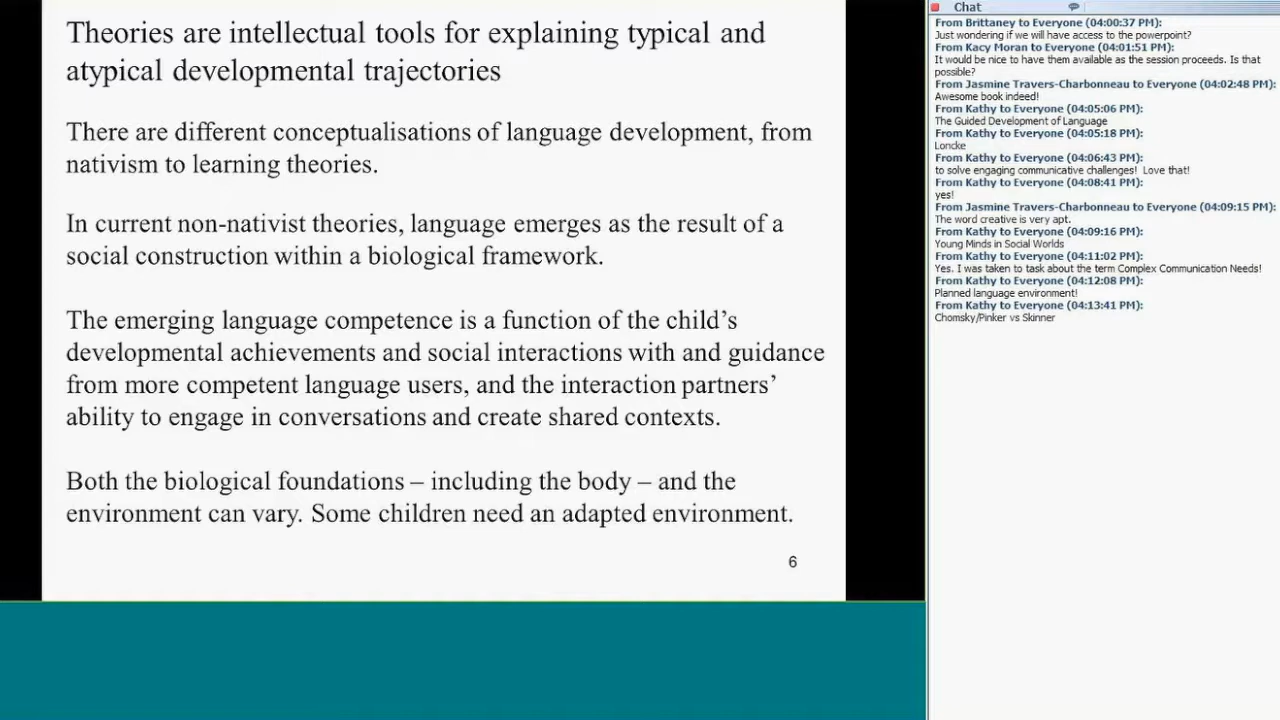 Theories are intellectual tools for explaining typical and
atypical developmental trajectories
There are different conceptualisations of language development, from
nativism to learning theories.
In current non-nativist theories, language emerges as the result of a
social construction within a biological framework.
The emerging language competence is a function of the child's
developmental achievements and social interactions with and guidance
from more competent language users, and the interaction partners'
ability to engage in conversations and create shared contexts.
Both the biological foundations – including the body – and the
environment can vary. Some children need an adapted environment.
6
Chat
From Brittaney to Everyone (04:00:37 PM):
Just wondering if we will have access to the powerpoint?
From Kacy Moran to Everyone (04:01:51 PM):
It would be nice to have them available as the session proceeds. Is that
possible?
From Jasmine Travers-Charbonneau to Everyone (04:02:48 PM):
Awesome book indeed!
From Kathy to Everyone (04:05:06 PM):
The Guided Development of Language
From Kathy to Everyone (04:05:18 PM):
Loncke
From Kathy to Everyone (04:06:43 PM):
to solve engaging communicative challenges! Love that!
From Kathy to Everyone (04:08:41 PM):
yes!
From Jasmine Travers-Charbonneau to Everyone (04:09:15 PM):
The word creative is very apt.
From Kathy to Everyone (04:09:16 PM):
Young Minds in Social Worlds
From Kathy to Everyone (04:11:02 PM):
Yes. I was taken to task about the term Complex Communication Needs!
From Kathy to Everyone (04:12:08 PM):
Planned language environment!
From Kathy to Everyone (04:13:41 PM):
Chomsky/Pinker vs Skinner